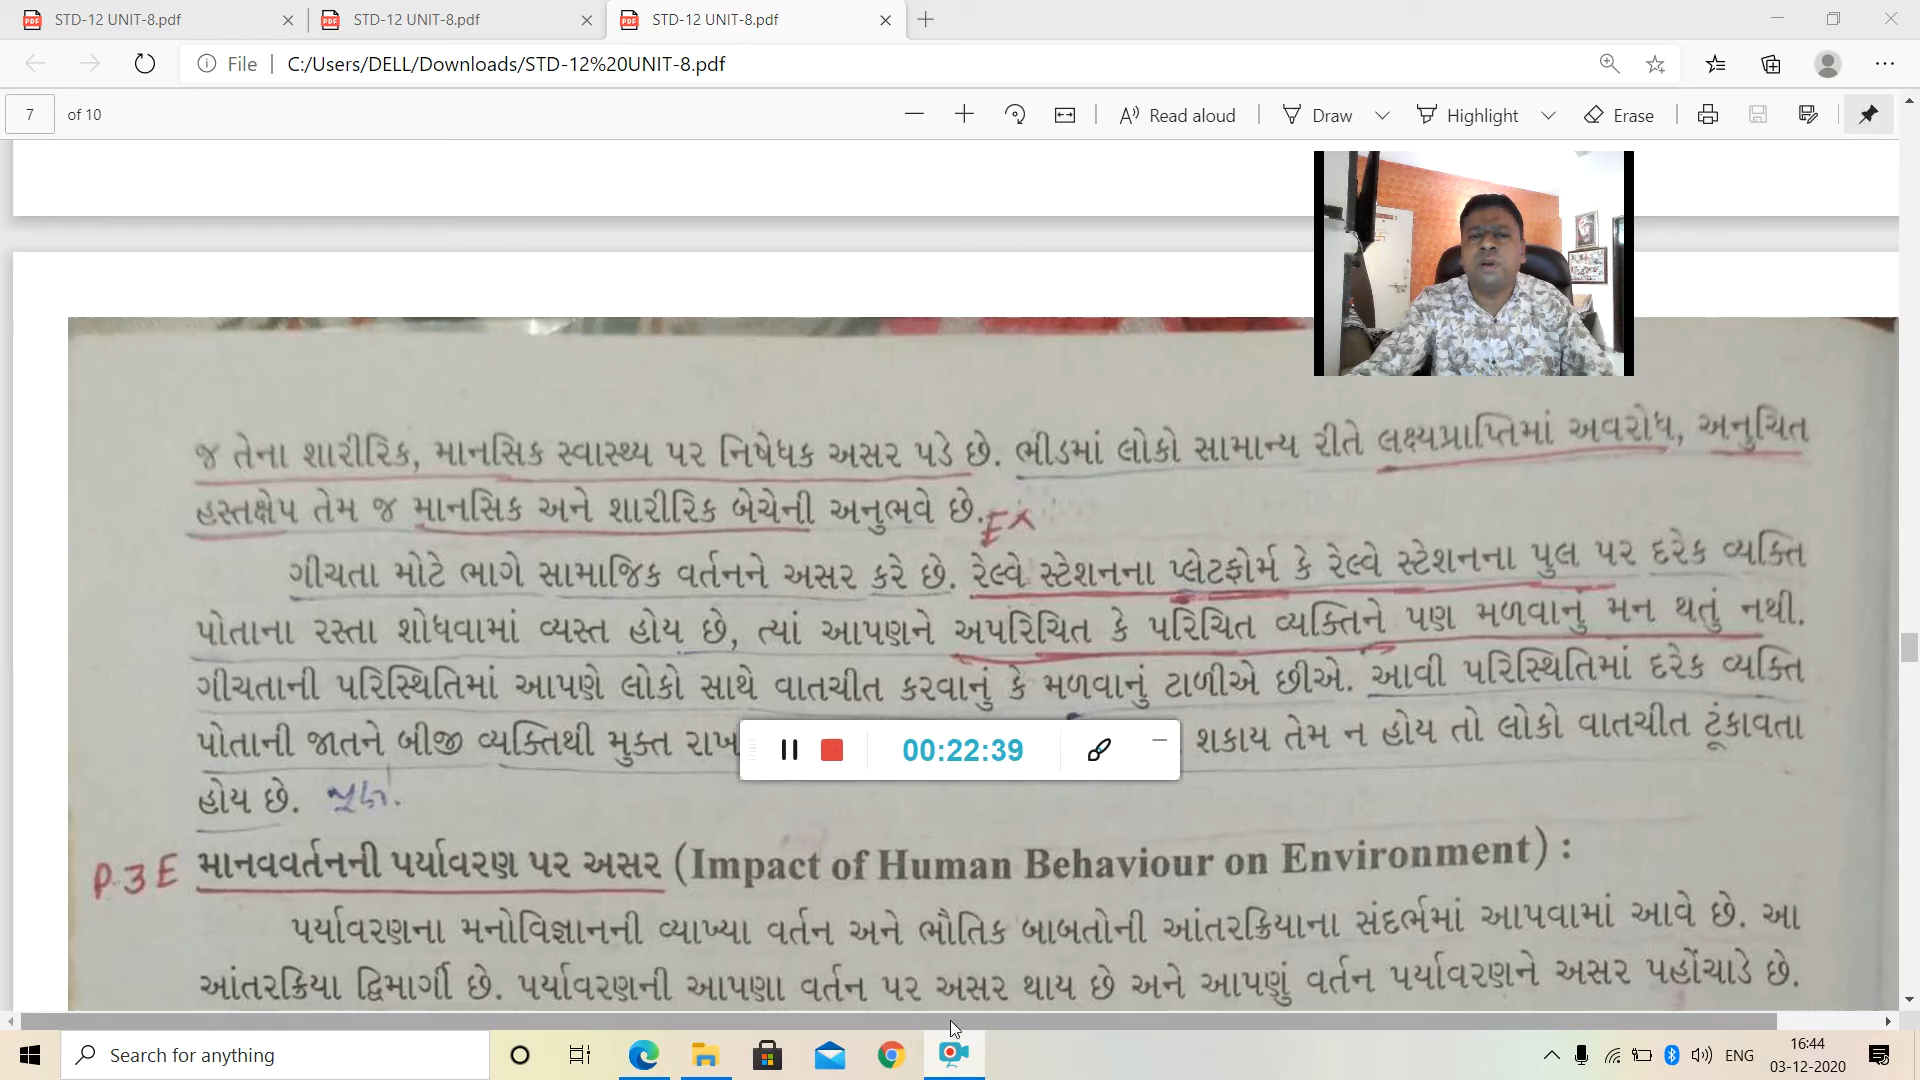 STD-12 UNIT-8.pdf
STD-12 UNIT-8.pdf
STD-12 UNIT-8.pdf
File C:/Users/DELL/Downloads/STD-12%20UNIT-8.pdf
7 of 10 Read aloud Draw Highlight Erase
જ તેના શારીરિક, માનસિક સ્વાસ્થ્ય પર નિષેધક અસર પડે છે. ભીડમાં લોકો સામાન્ય રીતે લક્ષ્યપ્રાપ્તિમાં અવરોધ, અનુચિત
હસ્તક્ષેપ તેમ જ માનસિક અને શારીરિક બેચેની અનુભવે છે. Ex
ગીચતા મોટે ભાગે સામાજિક વર્તનને અસર કરે છે. રેલ્વે સ્ટેશનના પ્લેટફોર્મ કે રેલ્વે સ્ટેશનના પુલ પર દરેક વ્યક્તિ
પોતાના રસ્તા શોધવામાં વ્યસ્ત હોય છે, ત્યાં આપણને અપરિચિત કે પરિચિત વ્યક્તિને પણ મળવાનું મન થતું નથી.
ગીચતાની પરિસ્થિતિમાં આપણે લોકો સાથે વાતચીત કરવાનું કે મળવાનું ટાળીએ છીએ. આવી પરિસ્થિતિમાં દરેક વ્યક્તિ
પોતાની જાતને બીજી વ્યક્તિથી મુક્ત રાખ શકાય તેમ ન હોય તો લોકો વાતચીત ટૂંકાવતા
00:22:39
હોય છે.
P.3 E માનવવર્તનની પર્યાવરણ પર અસર (Impact of Human Behaviour on Environment) :
પર્યાવરણના મનોવિજ્ઞાનની વ્યાખ્યા વર્તન અને ભૌતિક બાબતોની આંતરક્રિયાના સંદર્ભમાં આપવામાં આવે છે. આ
આંતરક્રિયા દ્વિમાર્ગી છે. પર્યાવરણની આપણા વર્તન પર અસર થાય છે અને આપણું વર્તન પર્યાવરણને અસર પહોંચાડે છે.
Search for anything
ENG
16:44
03-12-2020